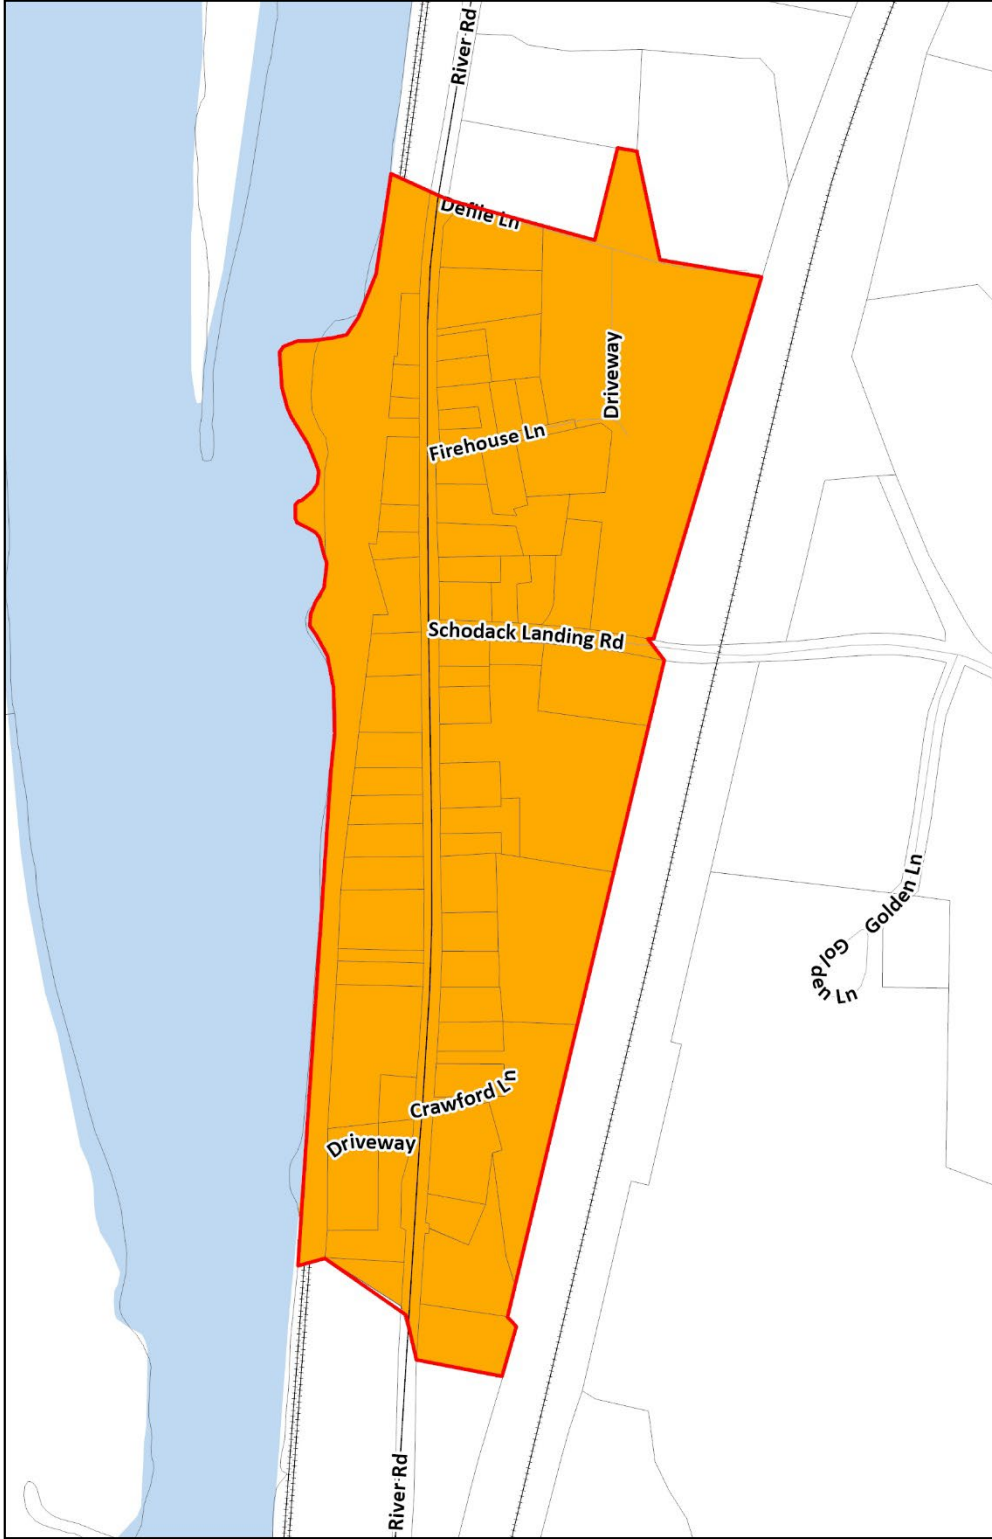 River Rd
Defile Ln
Driveway
Firehouse Ln
Schodack Landing Rd
Golden Ln
Golden Ln
Crawford Ln
Driveway
River Rd